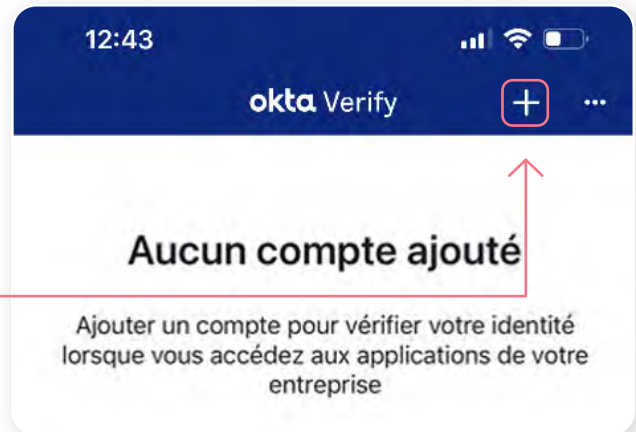 12:43
okta Verify
Aucun compte ajouté
Ajouter un compte pour vérifier votre identité
lorsque vous accédez aux applications de votre
entreprise